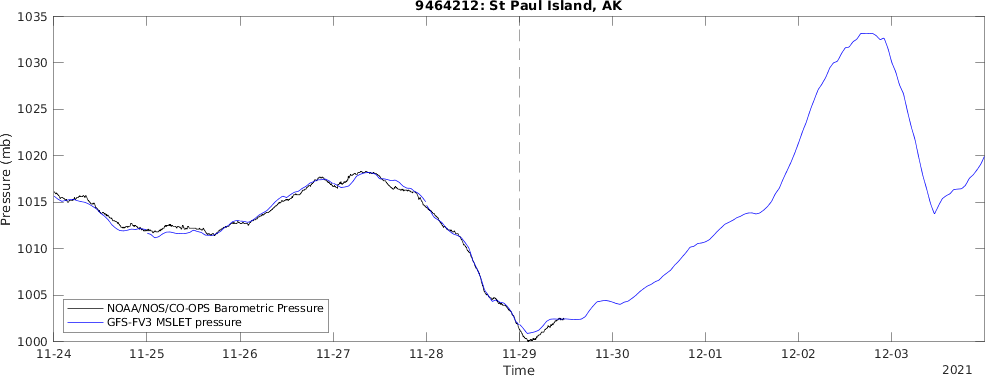 9464212: St Paul Island, AK
Pressure (mb)
1035
1030
1025
1020
1015
1010
1005
1000
NOAA/NOS/CO-OPS Barometric Pressure
GFS-FV3 MSLET pressure
11-24 11-25 11-26 11-27 11-28 11-29 11-30 12-01 12-02 12-03
Time
2021